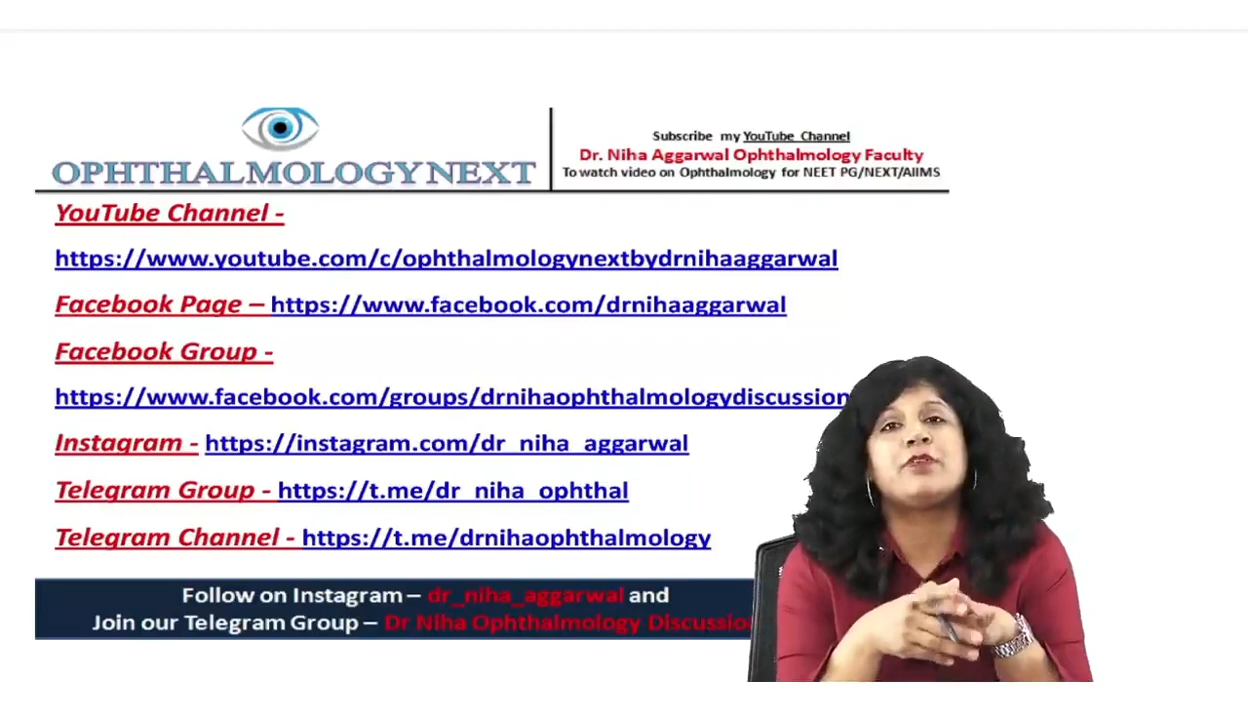 OPHTHALMOLOGY NEXT
Subscribe my YouTube Channel
Dr. Niha Aggarwal Ophthalmology Faculty
To watch video on Ophthalmology for NEET PG/NEXT/AIIMS
YouTube Channel -
https://www.youtube.com/c/ophthalmologynextbydrnihaaggarwal
Facebook Page – https://www.facebook.com/drnihaaggarwal
Facebook Group -
https://www.facebook.com/groups/drnihaophthalmologydiscussion
Instagram - https://instagram.com/dr_niha_aggarwal
Telegram Group - https://t.me/dr_niha_ophthal
Telegram Channel - https://t.me/drnihaophthalmology
Follow on Instagram – dr_niha_aggarwal and
Join our Telegram Group – Dr Niha Ophthalmology Discussion